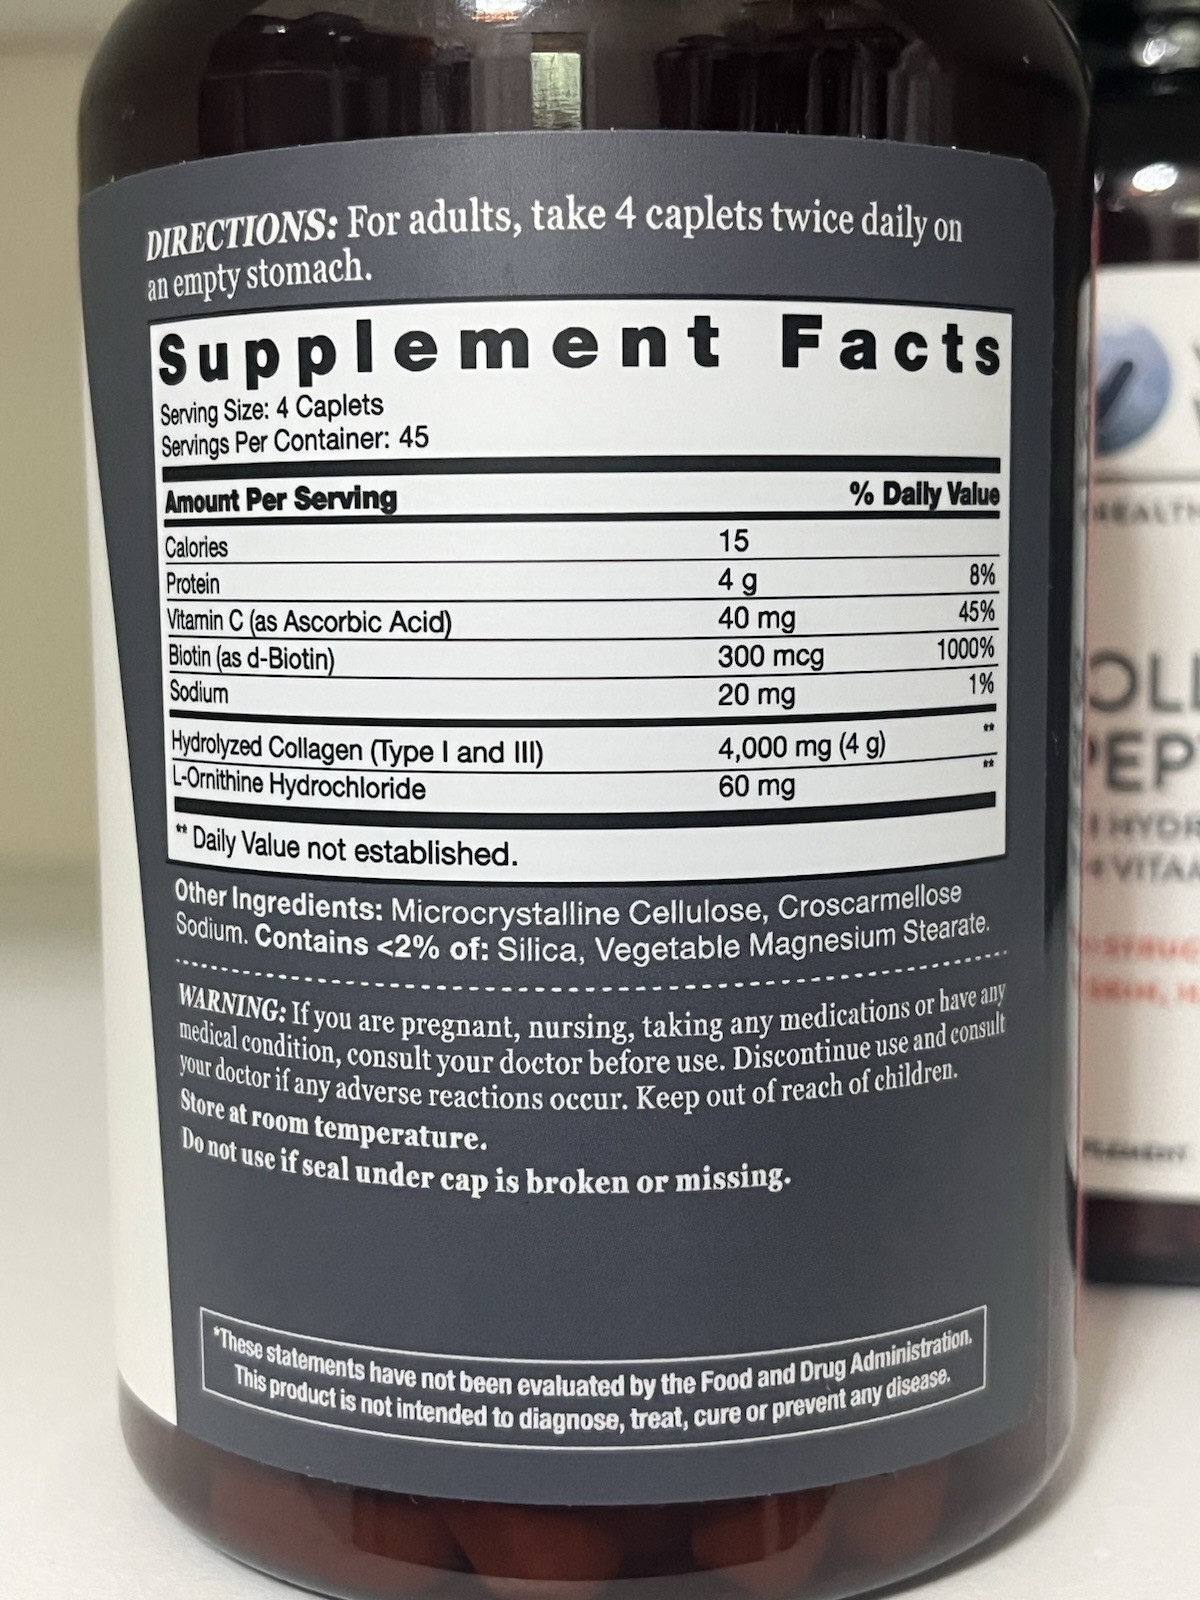 DIRECTIONS: For adults, take 4 caplets twice daily on
an empty stomach.
Supplement Facts
Serving Size: 4 Caplets
Servings Per Container: 45
Amount Per Serving % Daily Value
Calories 15
Protein 4 g 8%
Vitamin C (as Ascorbic Acid) 40 mg 45%
Biotin (as d-Biotin) 300 mcg 1000%
Sodium 20 mg 1%
Hydrolyzed Collagen (Type I and III) 4,000 mg (4 g) **
L-Ornithine Hydrochloride 60 mg **
** Daily Value not established.
Other Ingredients: Microcrystalline Cellulose, Croscarmellose
Sodium. Contains <2% of: Silica, Vegetable Magnesium Stearate.
WARNING: If you are pregnant, nursing, taking any medications or have any
medical condition, consult your doctor before use. Discontinue use and consult
your doctor if any adverse reactions occur. Keep out of reach of children.
Store at room temperature.
Do not use if seal under cap is broken or missing.
*These statements have not been evaluated by the Food and Drug Administration.
This product is not intended to diagnose, treat, cure or prevent any disease.